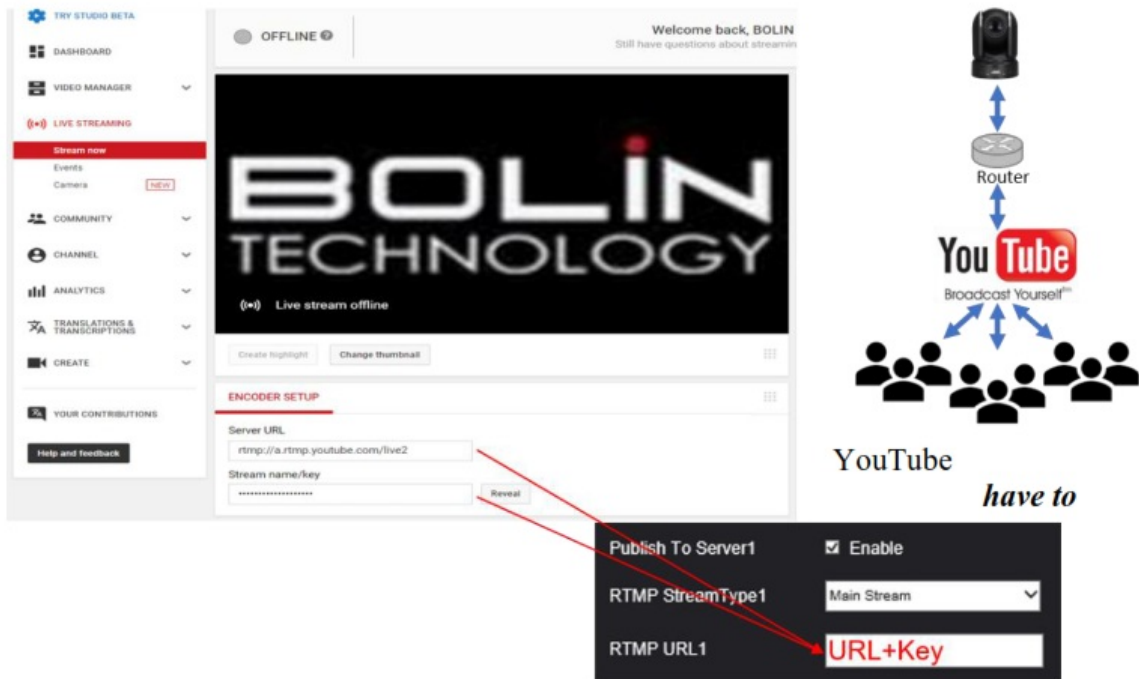 TRY STUDIO BETA
DASHBOARD
VIDEO MANAGER
LIVE STREAMING
Stream now
Events
Camera NEW
COMMUNITY
CHANNEL
ANALYTICS
TRANSLATIONS &
TRANSCRIPTIONS
CREATE
YOUR CONTRIBUTIONS
Help and feedback
OFFLINE
Welcome back, BOLIN
Still have questions about streamin
BOLiN
TECHNOLOGY
Live stream offline
Create highlight Change thumbnail
ENCODER SETUP
Server URL
rtmp://a.rtmp.youtube.com/live2
Stream name/key
••••••••••••••••••• Reveal
Router
You Tube
Broadcast Yourself™
YouTube
have to
Publish To Server1 Enable
RTMP StreamType1 Main Stream
RTMP URL1 URL+Key